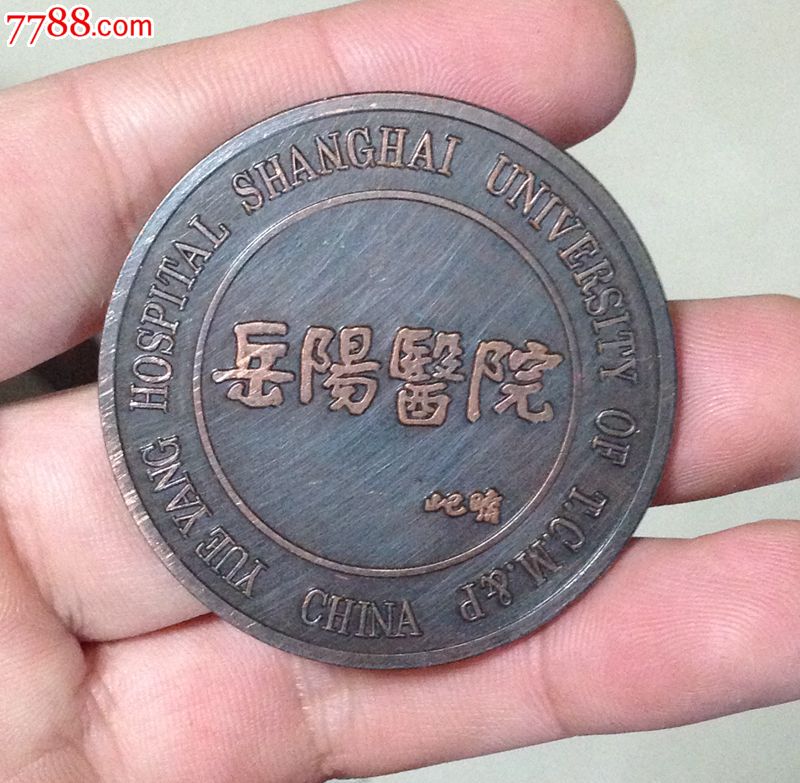 7788.com
YUE YANG HOSPITAL SHANGHAI UNIVERSITY OF T.C.M.&P
岳陽醫院
CHINA